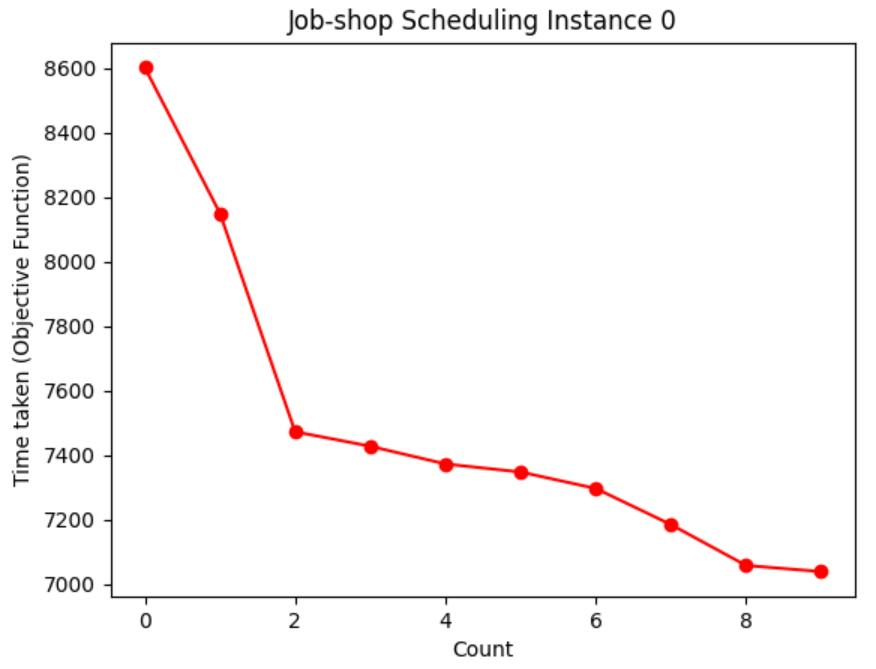 Job-shop Scheduling Instance 0
Time taken (Objective Function)
8600
8400
8200
8000
7800
7600
7400
7200
7000
0 2 4 6 8
Count